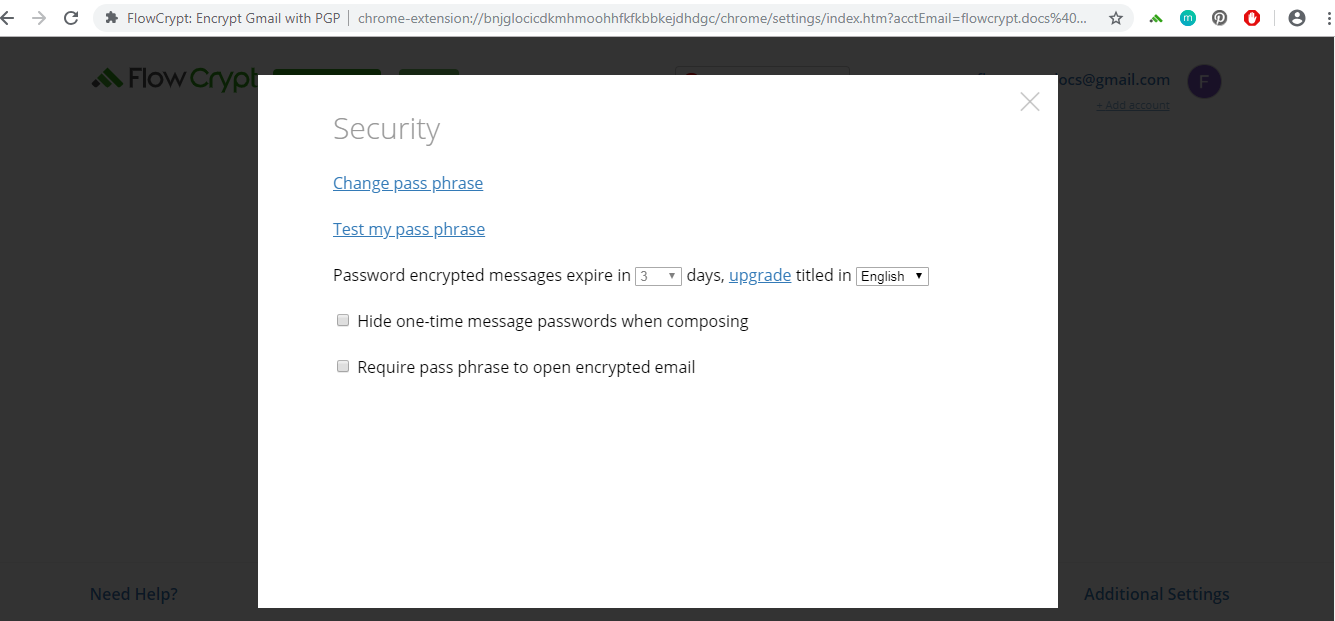 FlowCrypt: Encrypt Gmail with PGP | chrome-extension://bnjglocicdkmhmoohhfkfkbbkejdhdgc/chrome/settings/index.htm?acctEmail=flowcrypt.docs%40...
m
FlowCrypt
ocs@gmail.com
F
+ Add account
Security
Change pass phrase
Test my pass phrase
Password encrypted messages expire in 3 days, upgrade titled in English
Hide one-time message passwords when composing
Require pass phrase to open encrypted email
Need Help?
Additional Settings